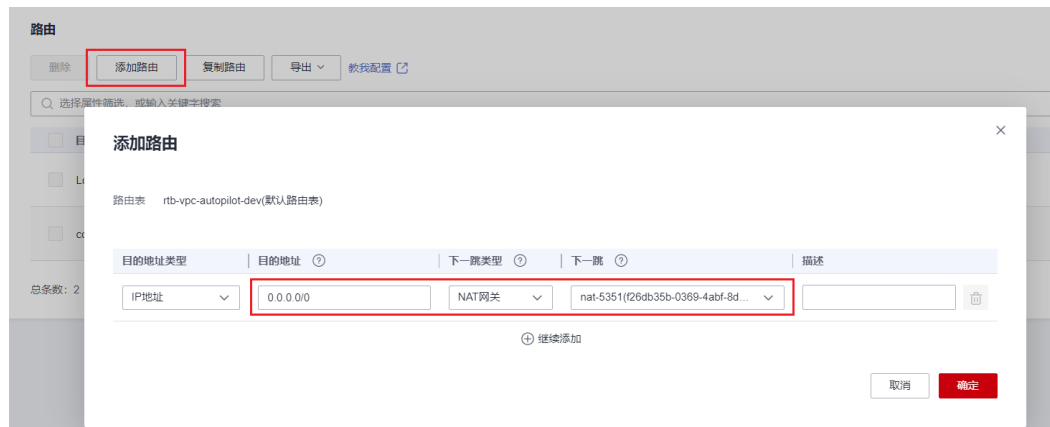 路由
删除 添加路由 复制路由 导出 教我配置
选择属性筛选，或输入关键字搜索
目
添加路由
Lo
路由表 rtb-vpc-autopilot-dev(默认路由表)
co
目的地址类型 目的地址 下一跳类型 下一跳 描述
总条数: 2
IP地址 0.0.0.0/0 NAT网关 nat-5351(f26db35b-0369-4abf-8d...
继续添加
取消 确定